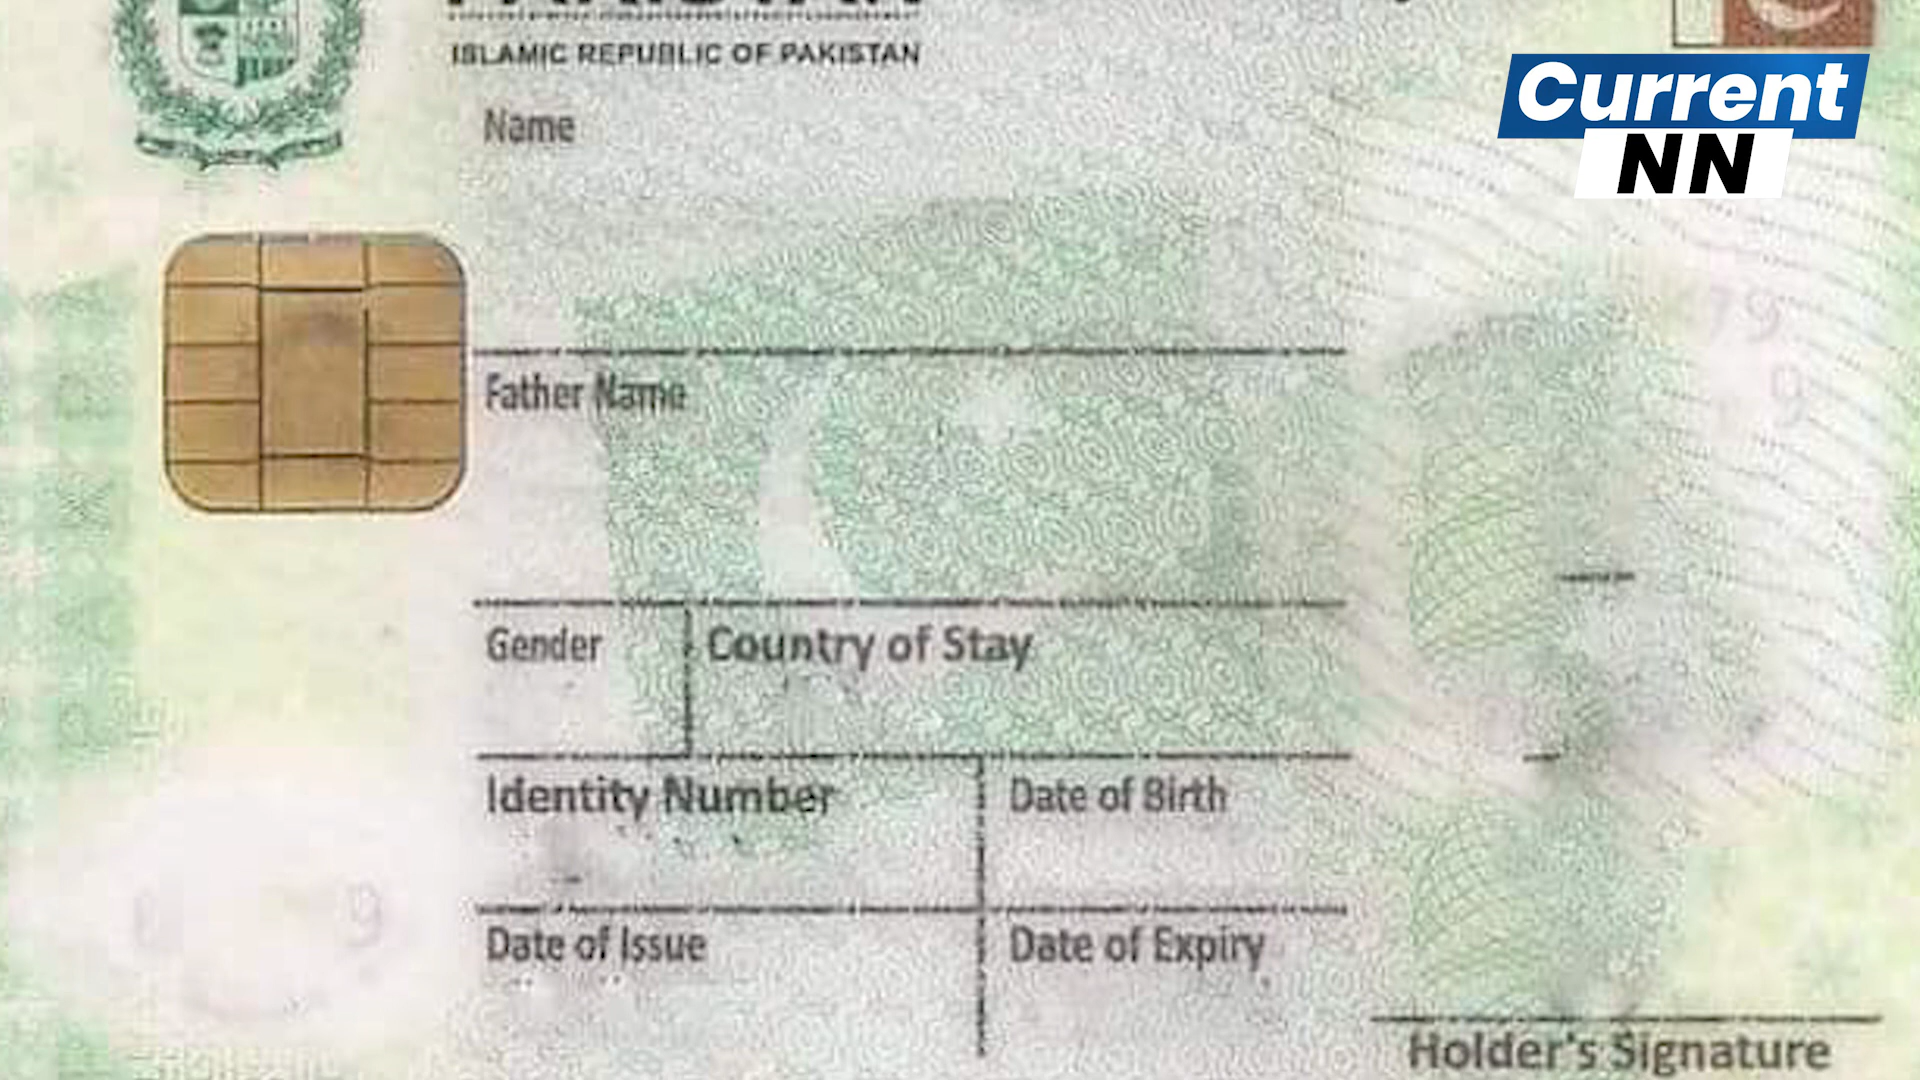 PAKISTAN
ISLAMIC REPUBLIC OF PAKISTAN
Current
NN
Name
Father Name
Gender
Country of Stay
Identity Number
Date of Birth
Date of Issue
Date of Expiry
Holder's Signature